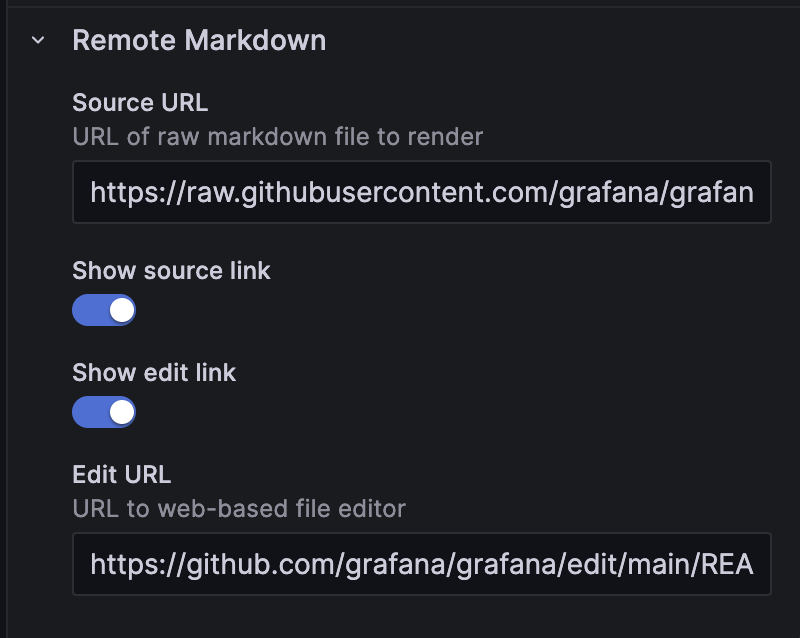 Remote Markdown
Source URL
URL of raw markdown file to render
https://raw.githubusercontent.com/grafana/grafan
Show source link
Show edit link
Edit URL
URL to web-based file editor
https://github.com/grafana/grafana/edit/main/REA